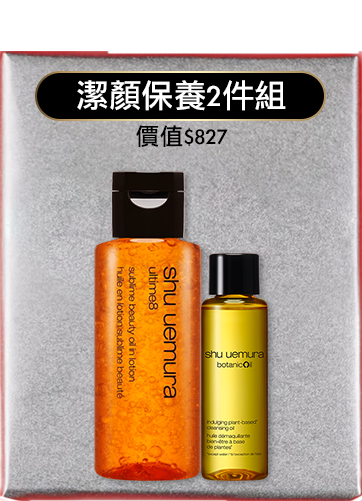 潔顏保養2件組
價值$827
shu uemura
ultime8
sublime beauty oil in lotion
huile en lotion sublime beauté
shu uemura
botanicOil
indulging plant-based*
cleansing oil
huile démaquillante
bien-être à base
de plantes*